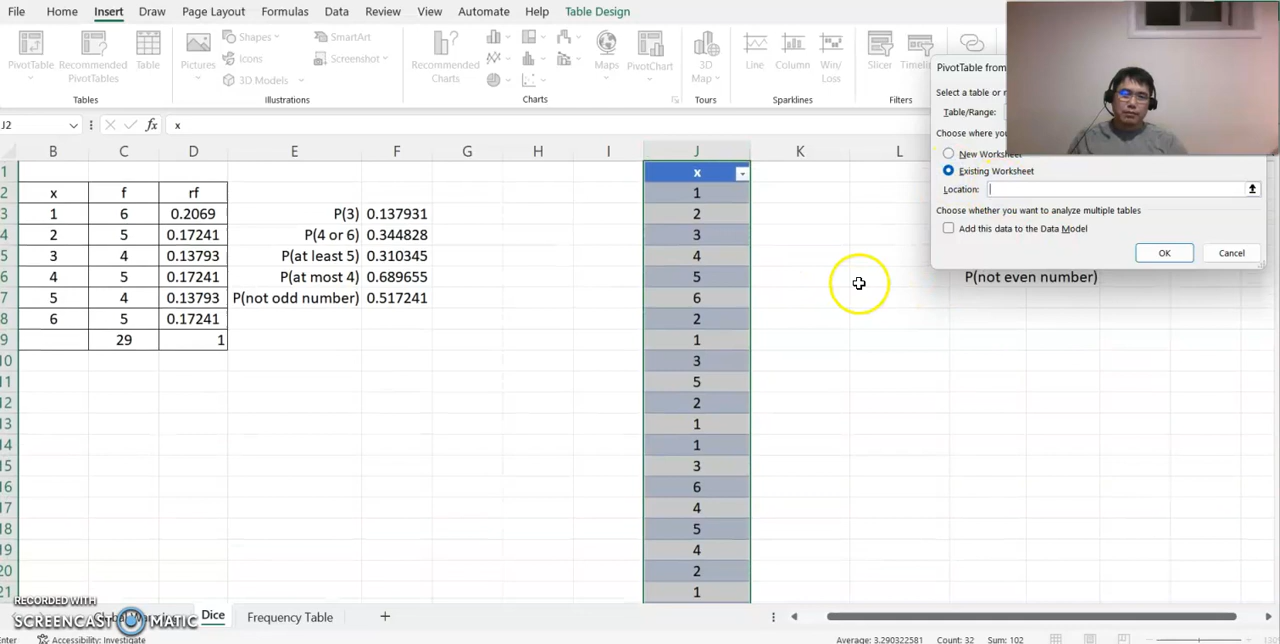 File Home Insert Draw Page Layout Formulas Data Review View Automate Help Table Design
PivotTable Recommended PivotTables Table Pictures Shapes Icons 3D Models SmartArt Screenshot Recommended Charts Maps PivotChart 3D Map Line Column Win/Loss Slicer
Tables Illustrations Charts Tours Sparklines Filters
J2 fx x
B C D E F G H I J K L
1 x
2 x f rf 1
3 1 6 0.2069 P(3) 0.137931 2
4 2 5 0.17241 P(4 or 6) 0.344828 3
5 3 4 0.13793 P(at least 5) 0.310345 4
6 4 5 0.17241 P(at most 4) 0.689655 5 P(not even number)
7 5 4 0.13793 P(not odd number) 0.517241 6
8 6 5 0.17241 2
9 29 1 1
10 3
11 5
12 2
13 1
14 1
15 3
16 6
17 4
18 5
19 4
20 2
21 1
PivotTable from
Select a table or
Table/Range:
Choose where you
New Worksheet
Existing Worksheet
Location:
Choose whether you want to analyze multiple tables
Add this data to the Data Model
OK Cancel
RECORDED WITH
SCREENCAST MATIC
Dice Frequency Table +
Accessibility: Investigate Average: 3.290322581 Count: 32 Sum: 102